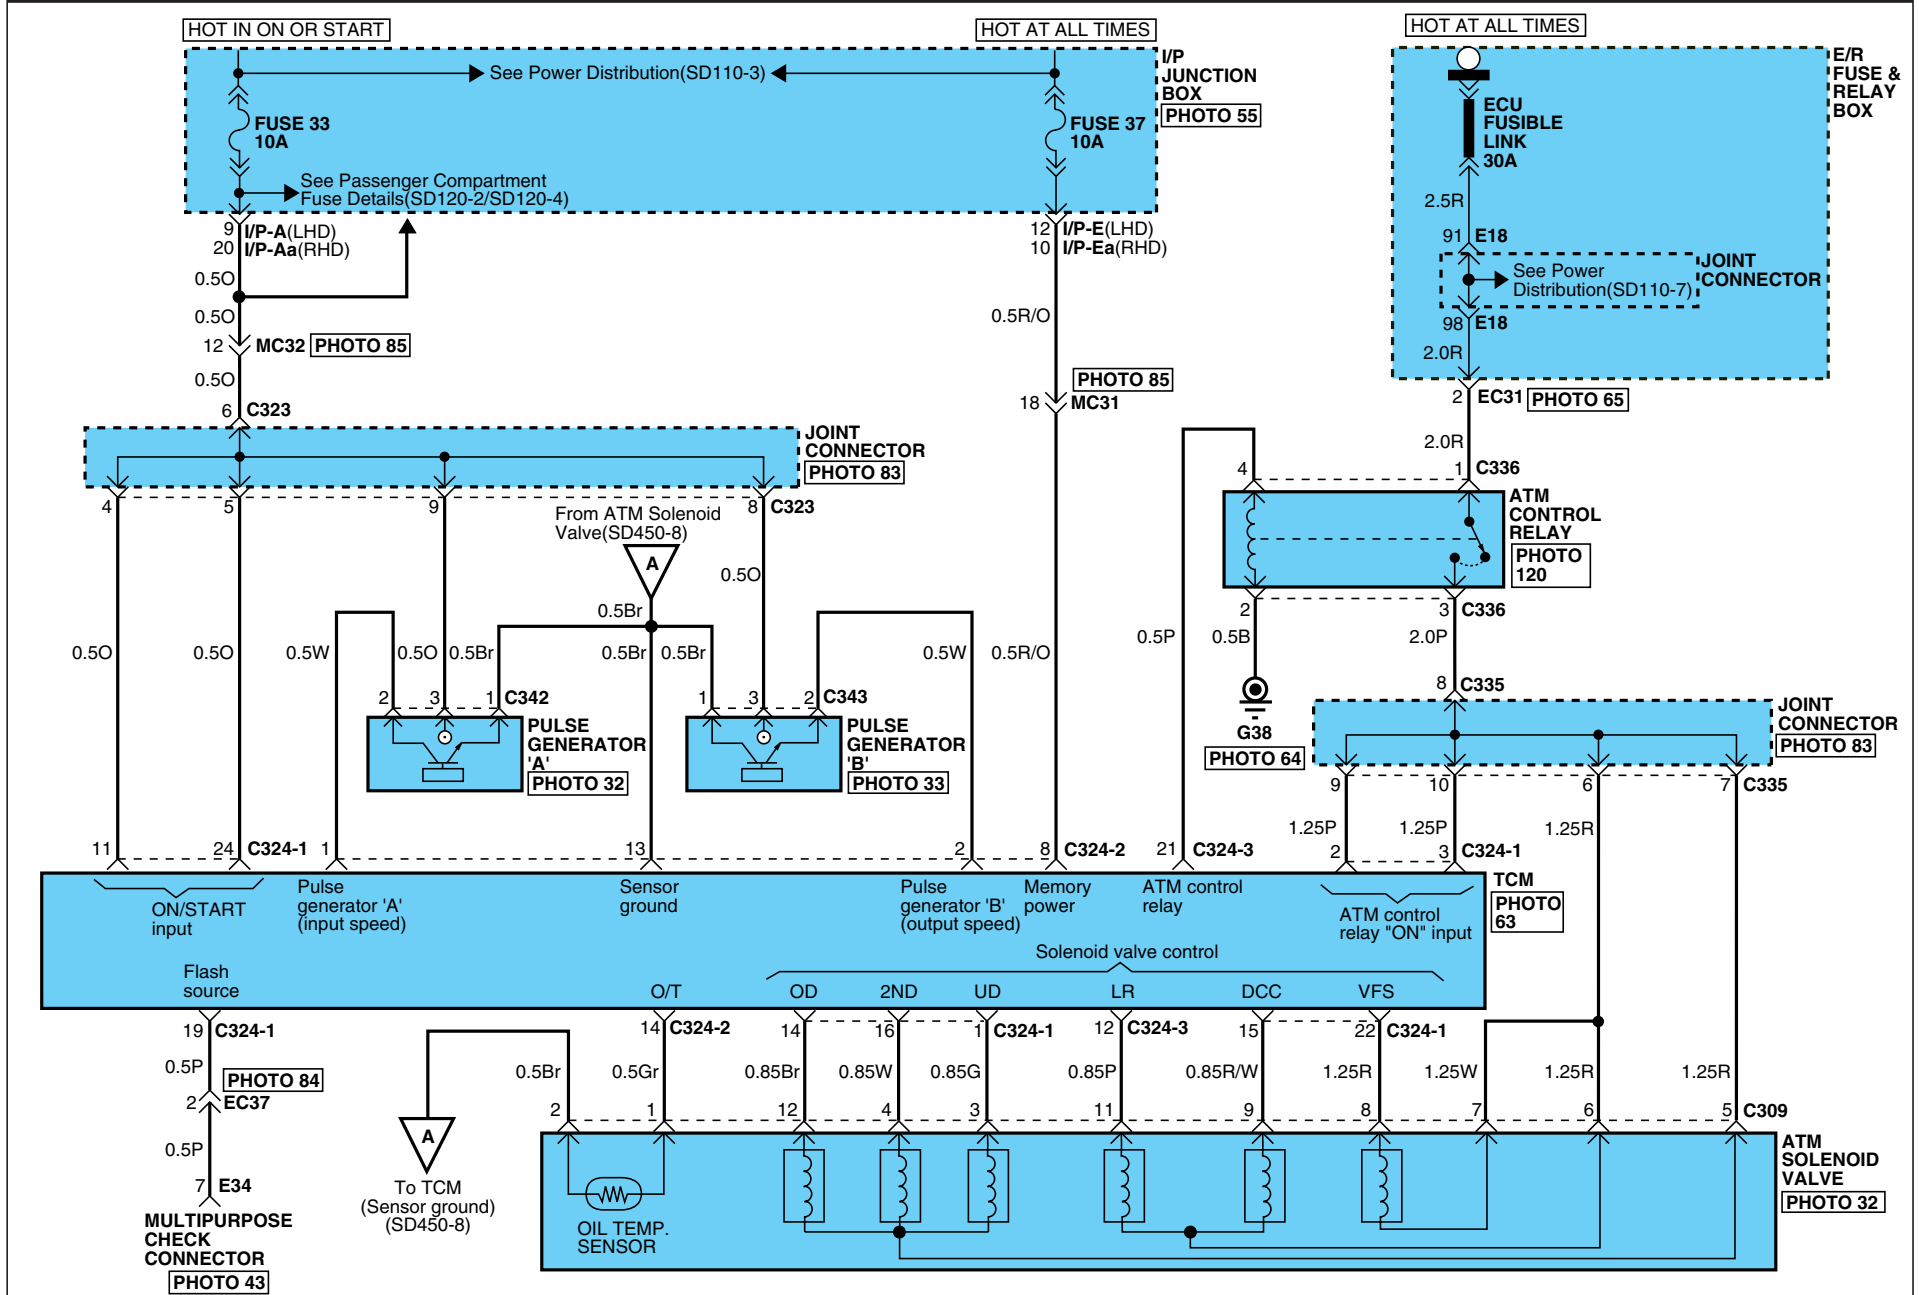 HOT IN ON OR START
HOT AT ALL TIMES
HOT AT ALL TIMES
I/P
JUNCTION
BOX
PHOTO 55
E/R
FUSE &
RELAY
BOX
See Power Distribution(SD110-3)
FUSE 33
10A
FUSE 37
10A
ECU
FUSIBLE
LINK
30A
See Passenger Compartment
Fuse Details(SD120-2/SD120-4)
2.5R
9 I/P-A(LHD)
20 I/P-Aa(RHD)
12 I/P-E(LHD)
10 I/P-Ea(RHD)
91 E18
JOINT
CONNECTOR
See Power
Distribution(SD110-7)
0.5O
0.5O
0.5R/O
98 E18
2.0R
12 MC32 PHOTO 85
0.5O
PHOTO 85
18 MC31
2 EC31 PHOTO 65
6 C323
JOINT
CONNECTOR
PHOTO 83
2.0R
4 1 C336
4 5 9 8 C323
From ATM Solenoid
Valve(SD450-8)
A
ATM
CONTROL
RELAY
PHOTO
120
0.5O
0.5Br
2 3 C336
0.5O 0.5O 0.5W 0.5O 0.5Br 0.5Br 0.5Br 0.5W 0.5R/O 0.5P 0.5B 2.0P
2 3 1 C342
1 3 2 C343
8 C335
PULSE
GENERATOR
'A'
PHOTO 32
PULSE
GENERATOR
'B'
PHOTO 33
G38
PHOTO 64
JOINT
CONNECTOR
PHOTO 83
9 10 6 7 C335
1.25P 1.25P 1.25R
11 24 C324-1 1 13 2 8 C324-2 21 C324-3 2 3 C324-1
TCM
PHOTO
63
ON/START
input
Pulse
generator 'A'
(input speed)
Sensor
ground
Pulse
generator 'B'
(output speed)
Memory
power
ATM control
relay
ATM control
relay "ON" input
Solenoid valve control
Flash
source
O/T OD 2ND UD LR DCC VFS
19 C324-1 14 C324-2 14 16 1 C324-1 12 C324-3 15 22 C324-1
0.5P
0.5Br 0.5Gr 0.85Br 0.85W 0.85G 0.85P 0.85R/W 1.25R 1.25W 1.25R 1.25R
PHOTO 84
2 EC37
2 1 12 4 3 11 9 8 7 6 5 C309
0.5P
A
To TCM
(Sensor ground)
(SD450-8)
ATM
SOLENOID
VALVE
PHOTO 32
7 E34
OIL TEMP.
SENSOR
MULTIPURPOSE
CHECK
CONNECTOR
PHOTO 43